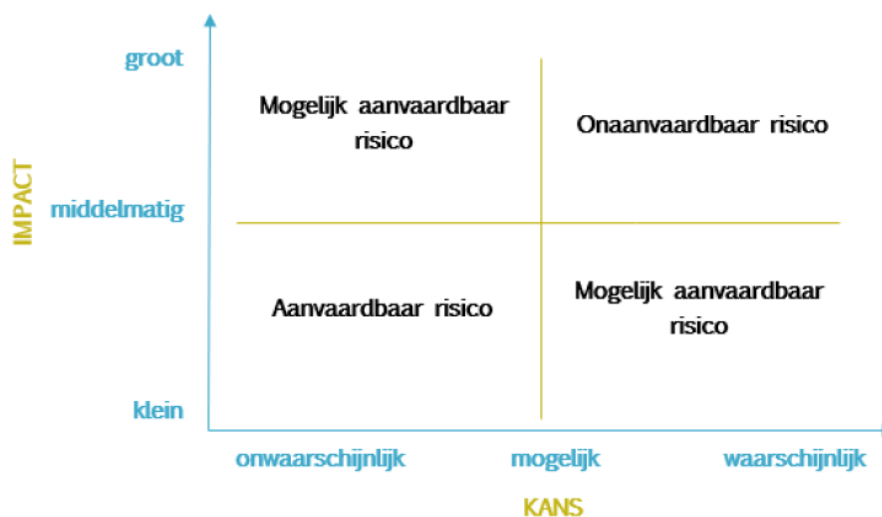 groot
Mogelijk aanvaardbaar
risico
Onaanvaardbaar risico
IMPACT
middelmatig
Aanvaardbaar risico
Mogelijk aanvaardbaar
risico
klein
onwaarschijnlijk
mogelijk
waarschijnlijk
KANS